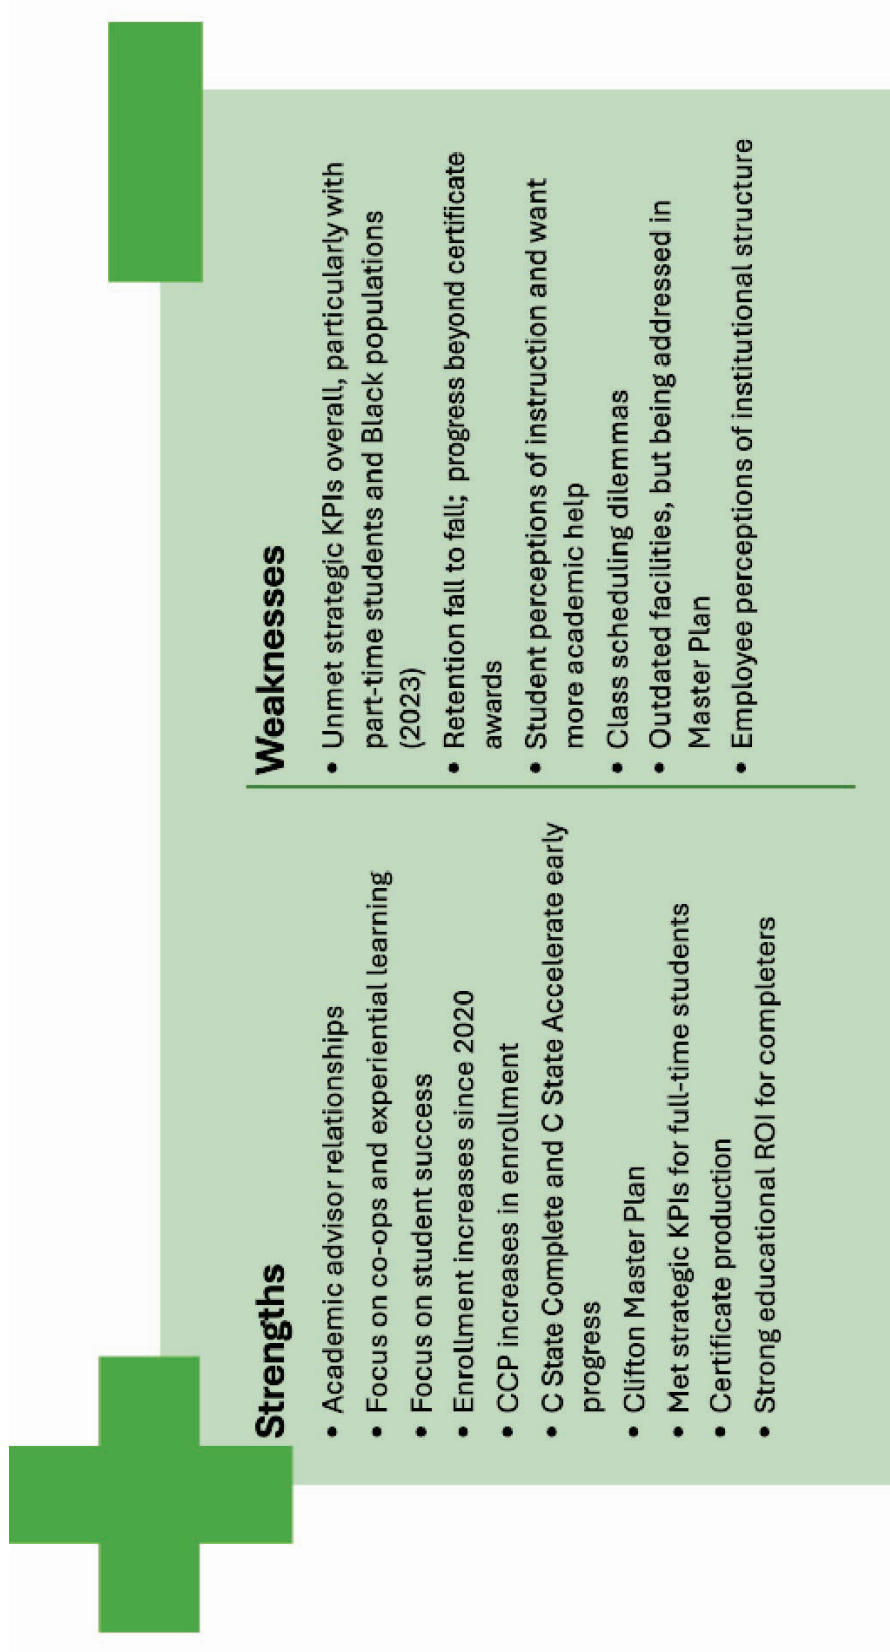 Strengths
• Academic advisor relationships
• Focus on co-ops and experiential learning
• Focus on student success
• Enrollment increases since 2020
• CCP increases in enrollment
• C State Complete and C State Accelerate early
progress
• Clifton Master Plan
• Met strategic KPIs for full-time students
• Certificate production
• Strong educational ROI for completers
Weaknesses
• Unmet strategic KPIs overall, particularly with
part-time students and Black populations
(2023)
• Retention fall to fall; progress beyond certificate
awards
• Student perceptions of instruction and want
more academic help
• Class scheduling dilemmas
• Outdated facilities, but being addressed in
Master Plan
• Employee perceptions of institutional structure